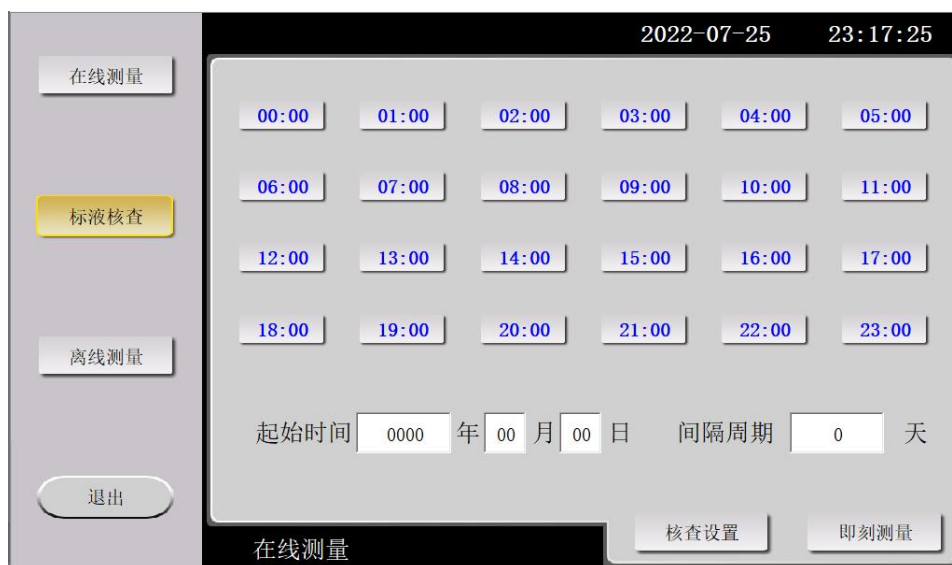 2022-07-25 23:17:25
在线测量
标液核查
离线测量
退出
00:00 01:00 02:00 03:00 04:00 05:00
06:00 07:00 08:00 09:00 10:00 11:00
12:00 13:00 14:00 15:00 16:00 17:00
18:00 19:00 20:00 21:00 22:00 23:00
起始时间 0000 年 00 月 00 日 间隔周期 0 天
核查设置 即刻测量
在线测量